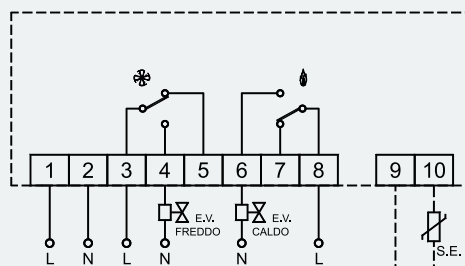 1 2 3 4 5 6 7 8 9 10
E.V. E.V.
FREDDO CALDO
S.E.
L N L N N L